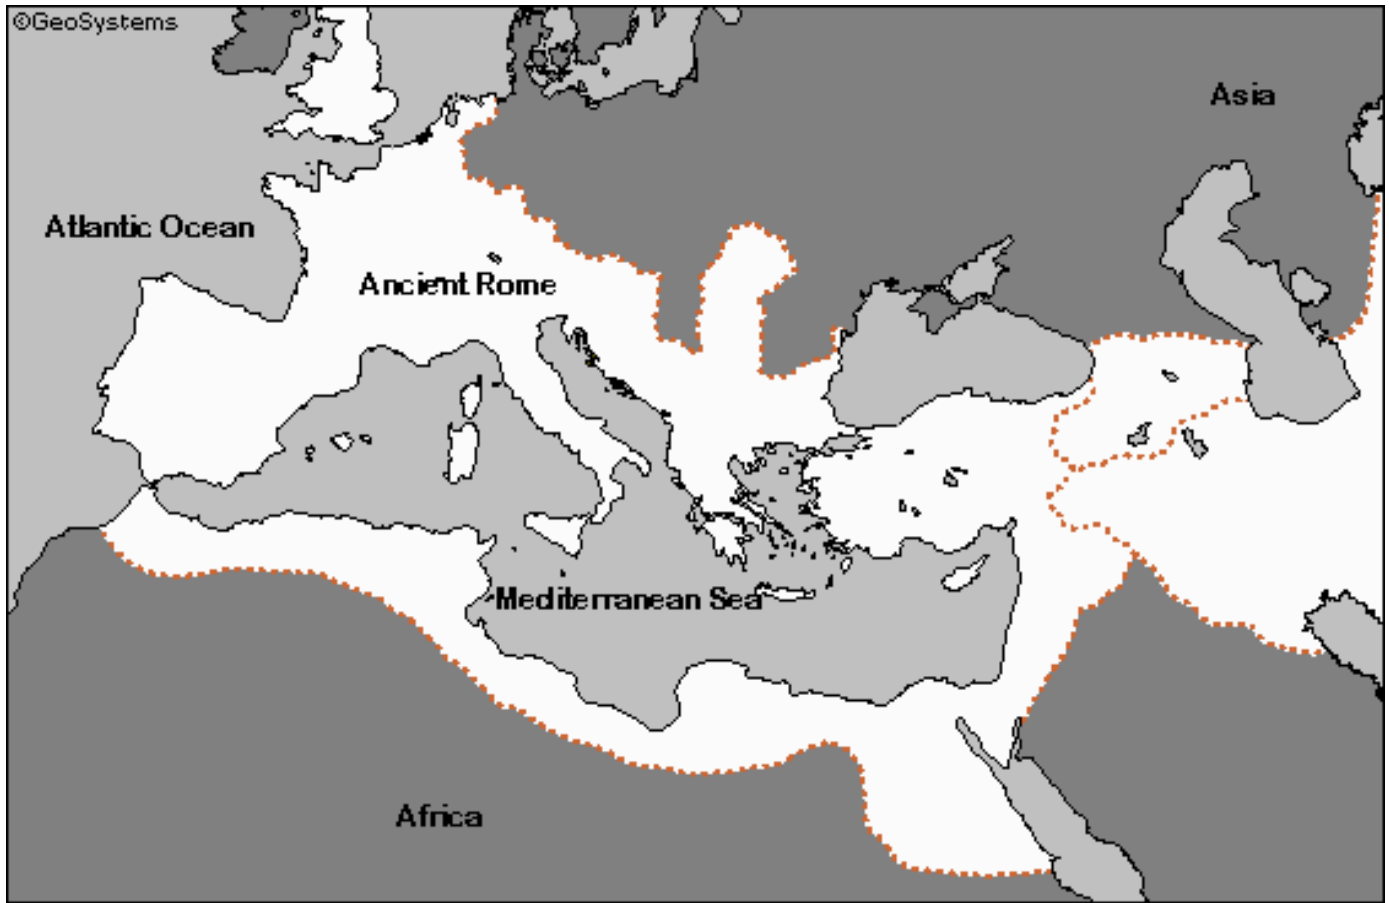 ©GeoSystems
Asia
Atlantic Ocean
Ancient Rome
Mediterranean Sea
Africa